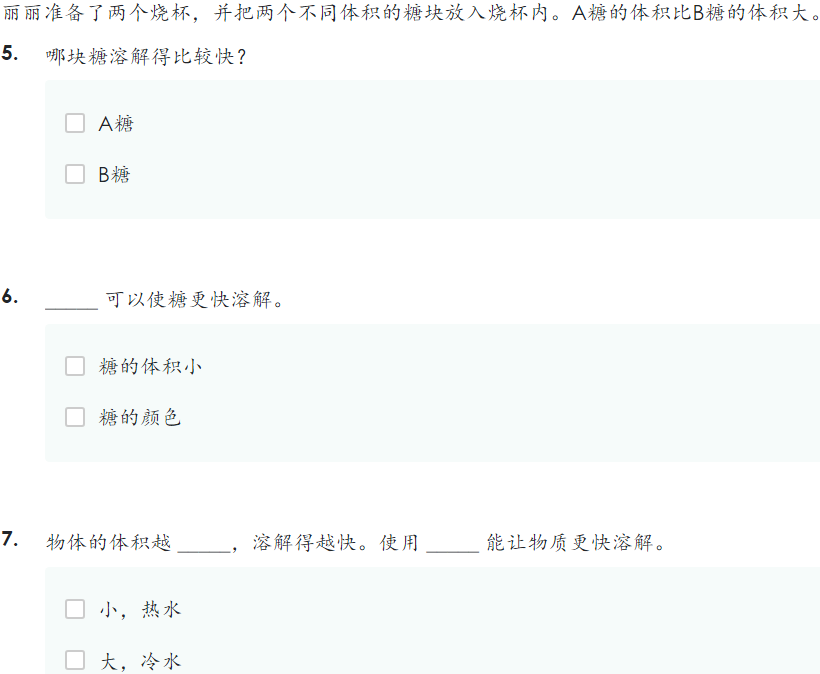 丽丽准备了两个烧杯，并把两个不同体积的糖块放入烧杯内。A糖的体积比B糖的体积大。
5. 哪块糖溶解得比较快?
A糖
B糖
6. _____ 可以使糖更快溶解。
糖的体积小
糖的颜色
7. 物体的体积越 _____，溶解得越快。使用 _____ 能让物质更快溶解。
小，热水
大，冷水